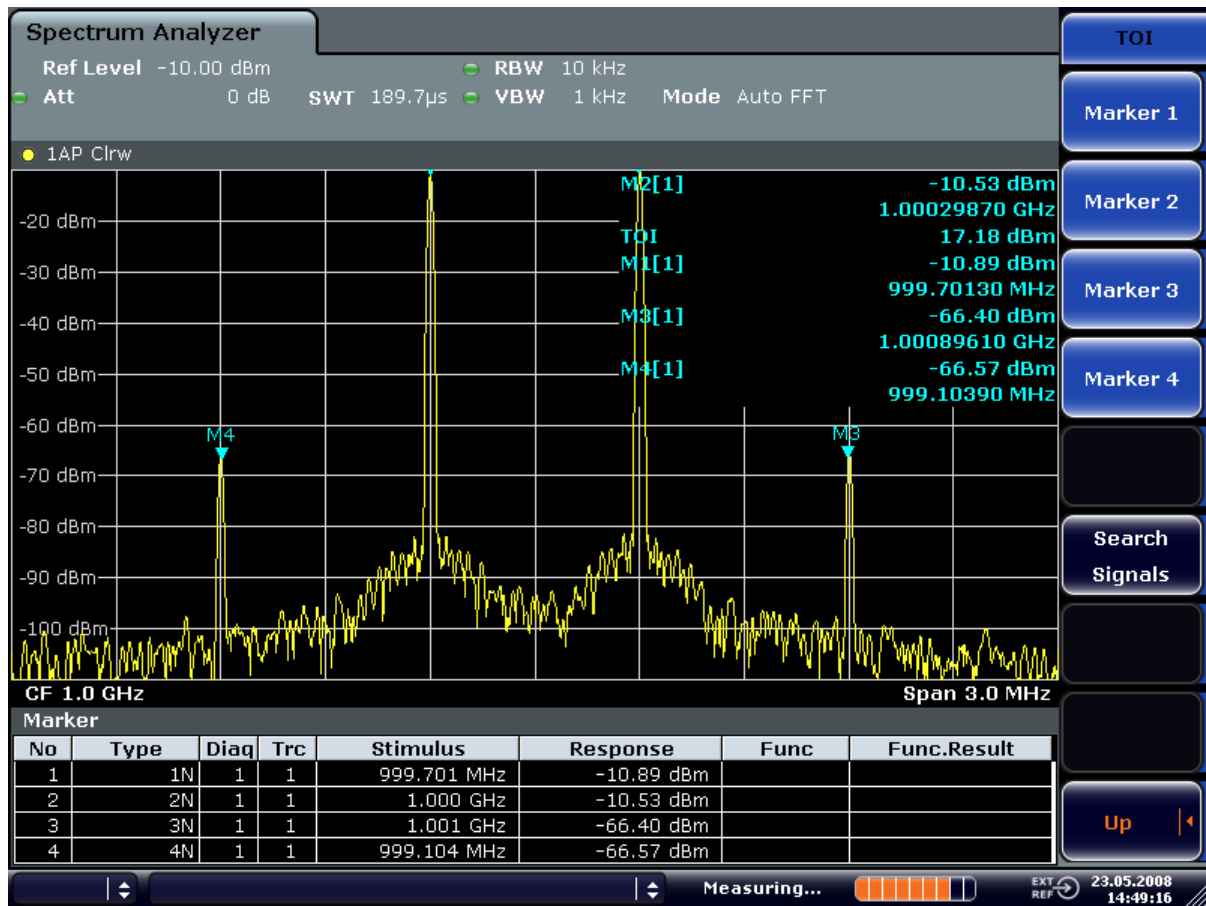 Spectrum Analyzer
Ref Level -10.00 dBm RBW 10 kHz
Att 0 dB SWT 189.7µs VBW 1 kHz Mode Auto FFT
1AP Clrw
M2[1] -10.53 dBm
1.00029870 GHz
TOI 17.18 dBm
M1[1] -10.89 dBm
999.70130 MHz
M3[1] -66.40 dBm
1.00089610 GHz
M4[1] -66.57 dBm
999.10390 MHz
-20 dBm
-30 dBm
-40 dBm
-50 dBm
-60 dBm
-70 dBm
-80 dBm
-90 dBm
-100 dBm
M4
M3
CF 1.0 GHz Span 3.0 MHz
Marker
No Type Diaq Trc Stimulus Response Func Func.Result
1 1N 1 1 999.701 MHz -10.89 dBm
2 2N 1 1 1.000 GHz -10.53 dBm
3 3N 1 1 1.001 GHz -66.40 dBm
4 4N 1 1 999.104 MHz -66.57 dBm
TOI
Marker 1
Marker 2
Marker 3
Marker 4
Search
Signals
Up
Measuring...
EXT
REF
23.05.2008
14:49:16